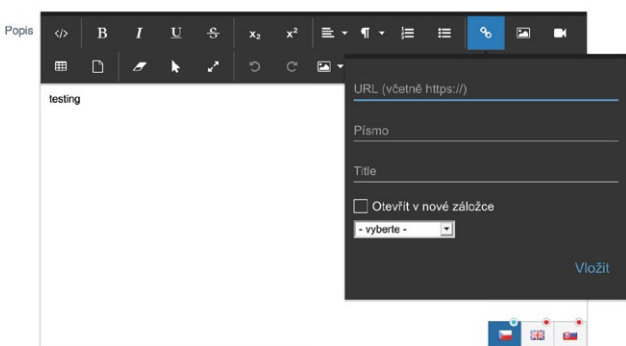 Popis
</> B I U S x₂ x²
testing
URL (včetně https://)
Písmo
Title
Otevřít v nové záložce
- vyberte -
Vložit